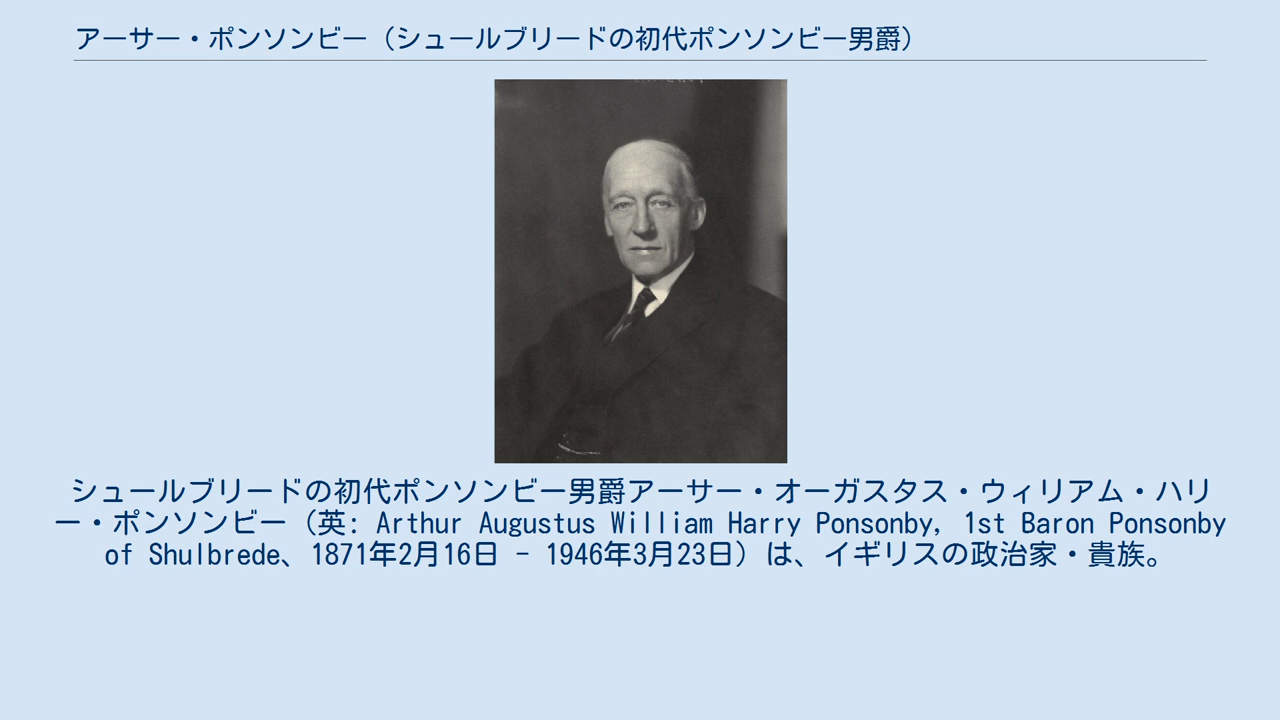 アーサー・ポンソンビー（シュールブリードの初代ポンソンビー男爵）
シュールブリードの初代ポンソンビー男爵アーサー・オーガスタス・ウィリアム・ハリ
ー・ポンソンビー（英: Arthur Augustus William Harry Ponsonby, 1st Baron Ponsonby
of Shulbrede、1871年2月16日 - 1946年3月23日）は、イギリスの政治家・貴族。